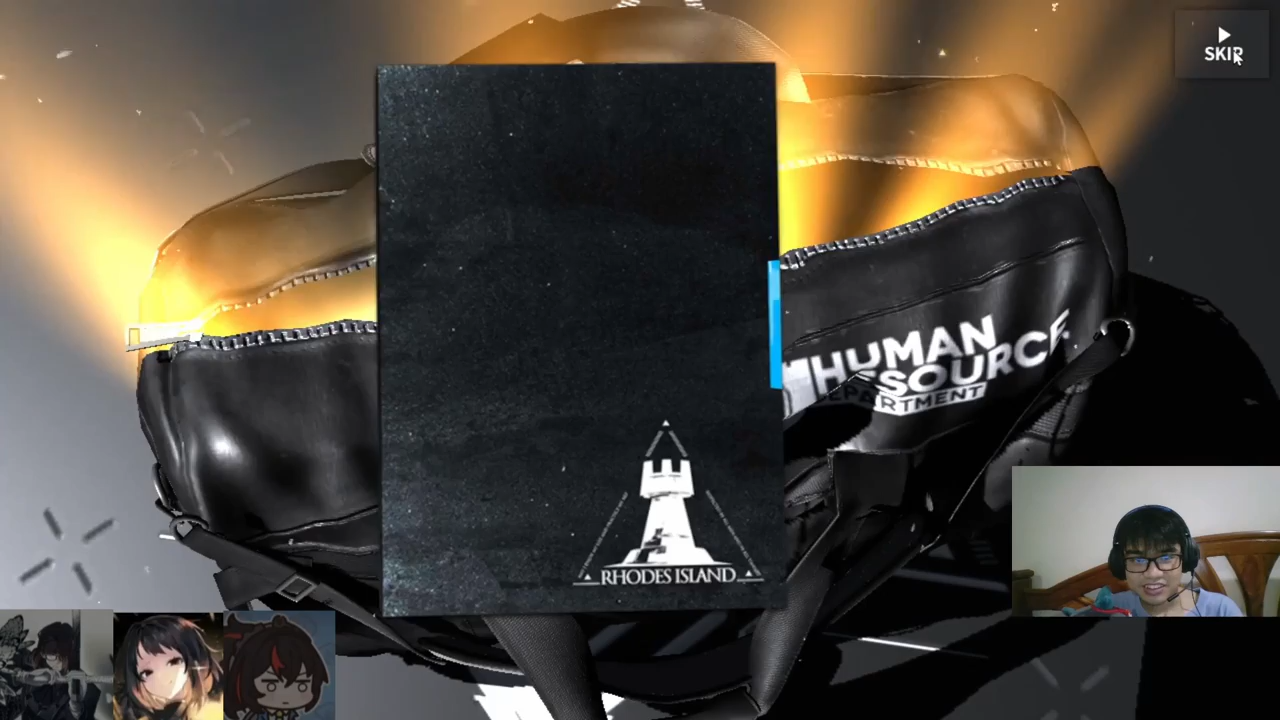 SKIP
HUMAN
RESOURCE
DEPARTMENT
RHODES ISLAND